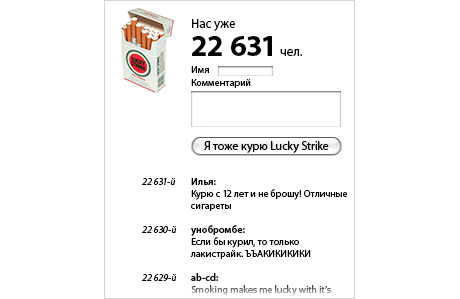 LUCKY
STRIKE
Нас уже
22 631 чел.
Имя
Комментарий
Я тоже курю Lucky Strike
22 631-й
Илья:
Курю с 12 лет и не брошу! Отличные
сигареты
22 630-й
унобромбе:
Если бы курил, то только
лакистрайк. ЪЪАКИКИКИКИ
22 629-й
ab-cd:
Smoking makes me lucky with it's